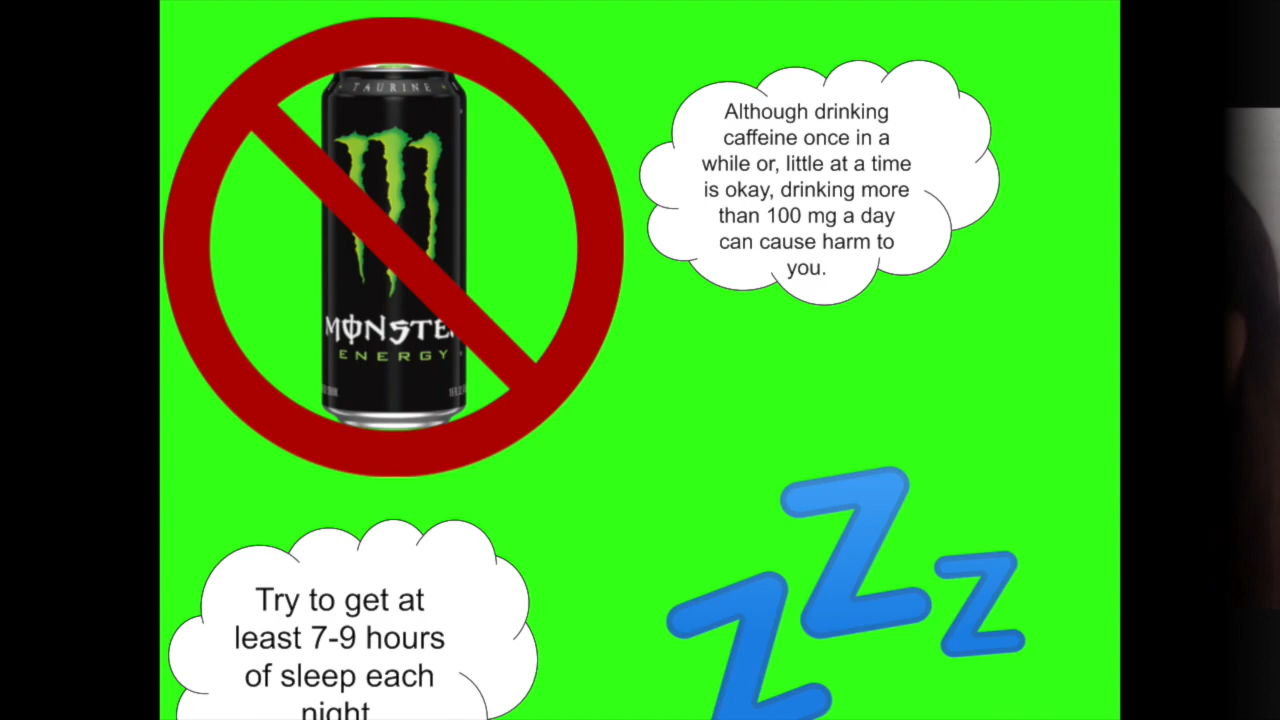 TAURINE
MONSTE
ENERGY
Although drinking
caffeine once in a
while or, little at a time
is okay, drinking more
than 100 mg a day
can cause harm to
you.
Try to get at
least 7-9 hours
of sleep each
night